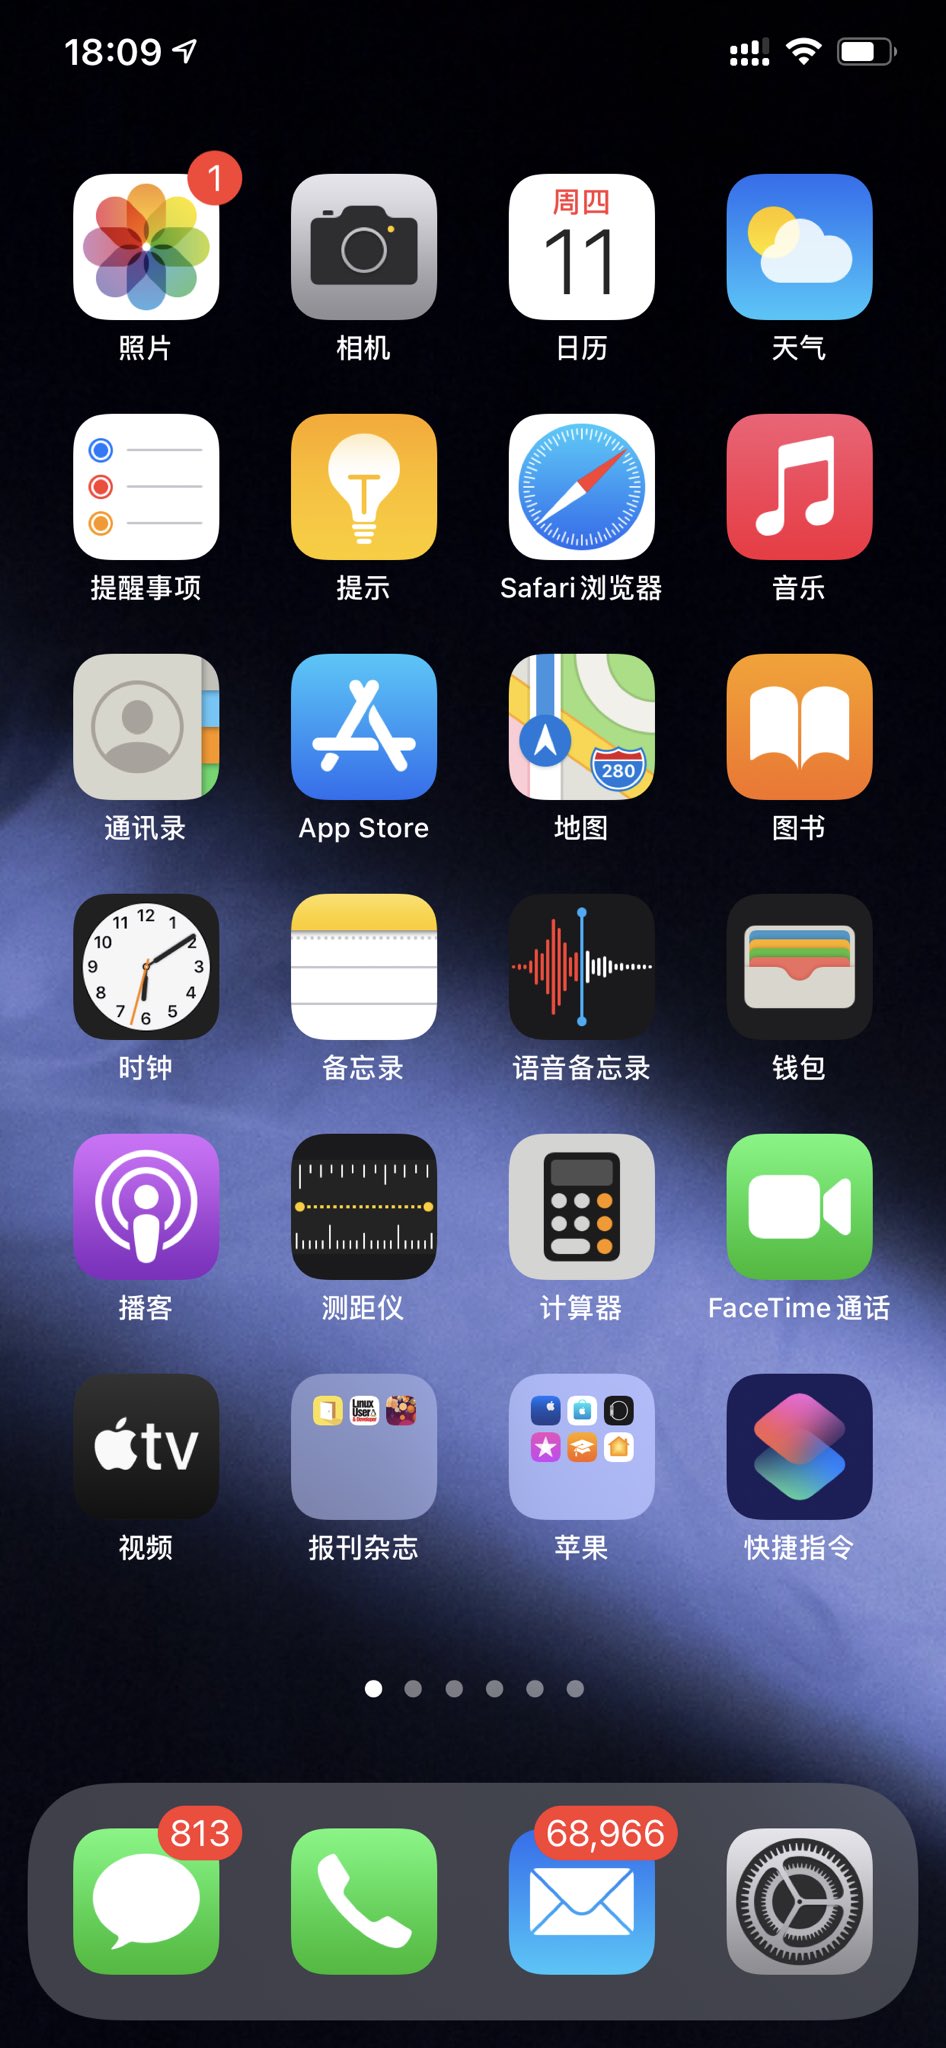 18:09
1
周四
11
照片
相机
日历
天气
提醒事项
提示
Safari浏览器
音乐
280
通讯录
App Store
地图
图书
11 12 1
10 2
9 3
8 4
7 6 5
时钟
备忘录
语音备忘录
钱包
播客
测距仪
计算器
FaceTime通话
tv
Linux
User
& Developer
视频
报刊杂志
苹果
快捷指令
813
68,966